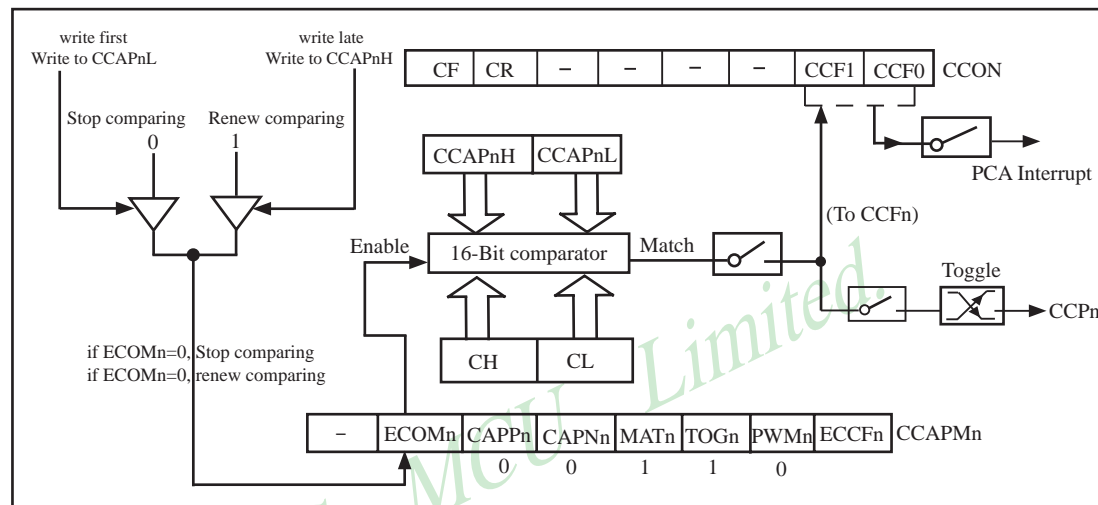 write first
Write to CCAPnL
write late
Write to CCAPnH
CF CR – – – – CCF1 CCF0 CCON
Stop comparing
0
Renew comparing
1
CCAPnH CCAPnL
PCA Interrupt
(To CCFn)
Enable
16-Bit comparator
Match
Toggle
CCPn
if ECOMn=0, Stop comparing
if ECOMn=0, renew comparing
CH CL
– ECOMn CAPPn CAPNn MATn TOGn PWMn ECCFn CCAPMn
0 0 1 1 0
MCU Limited.